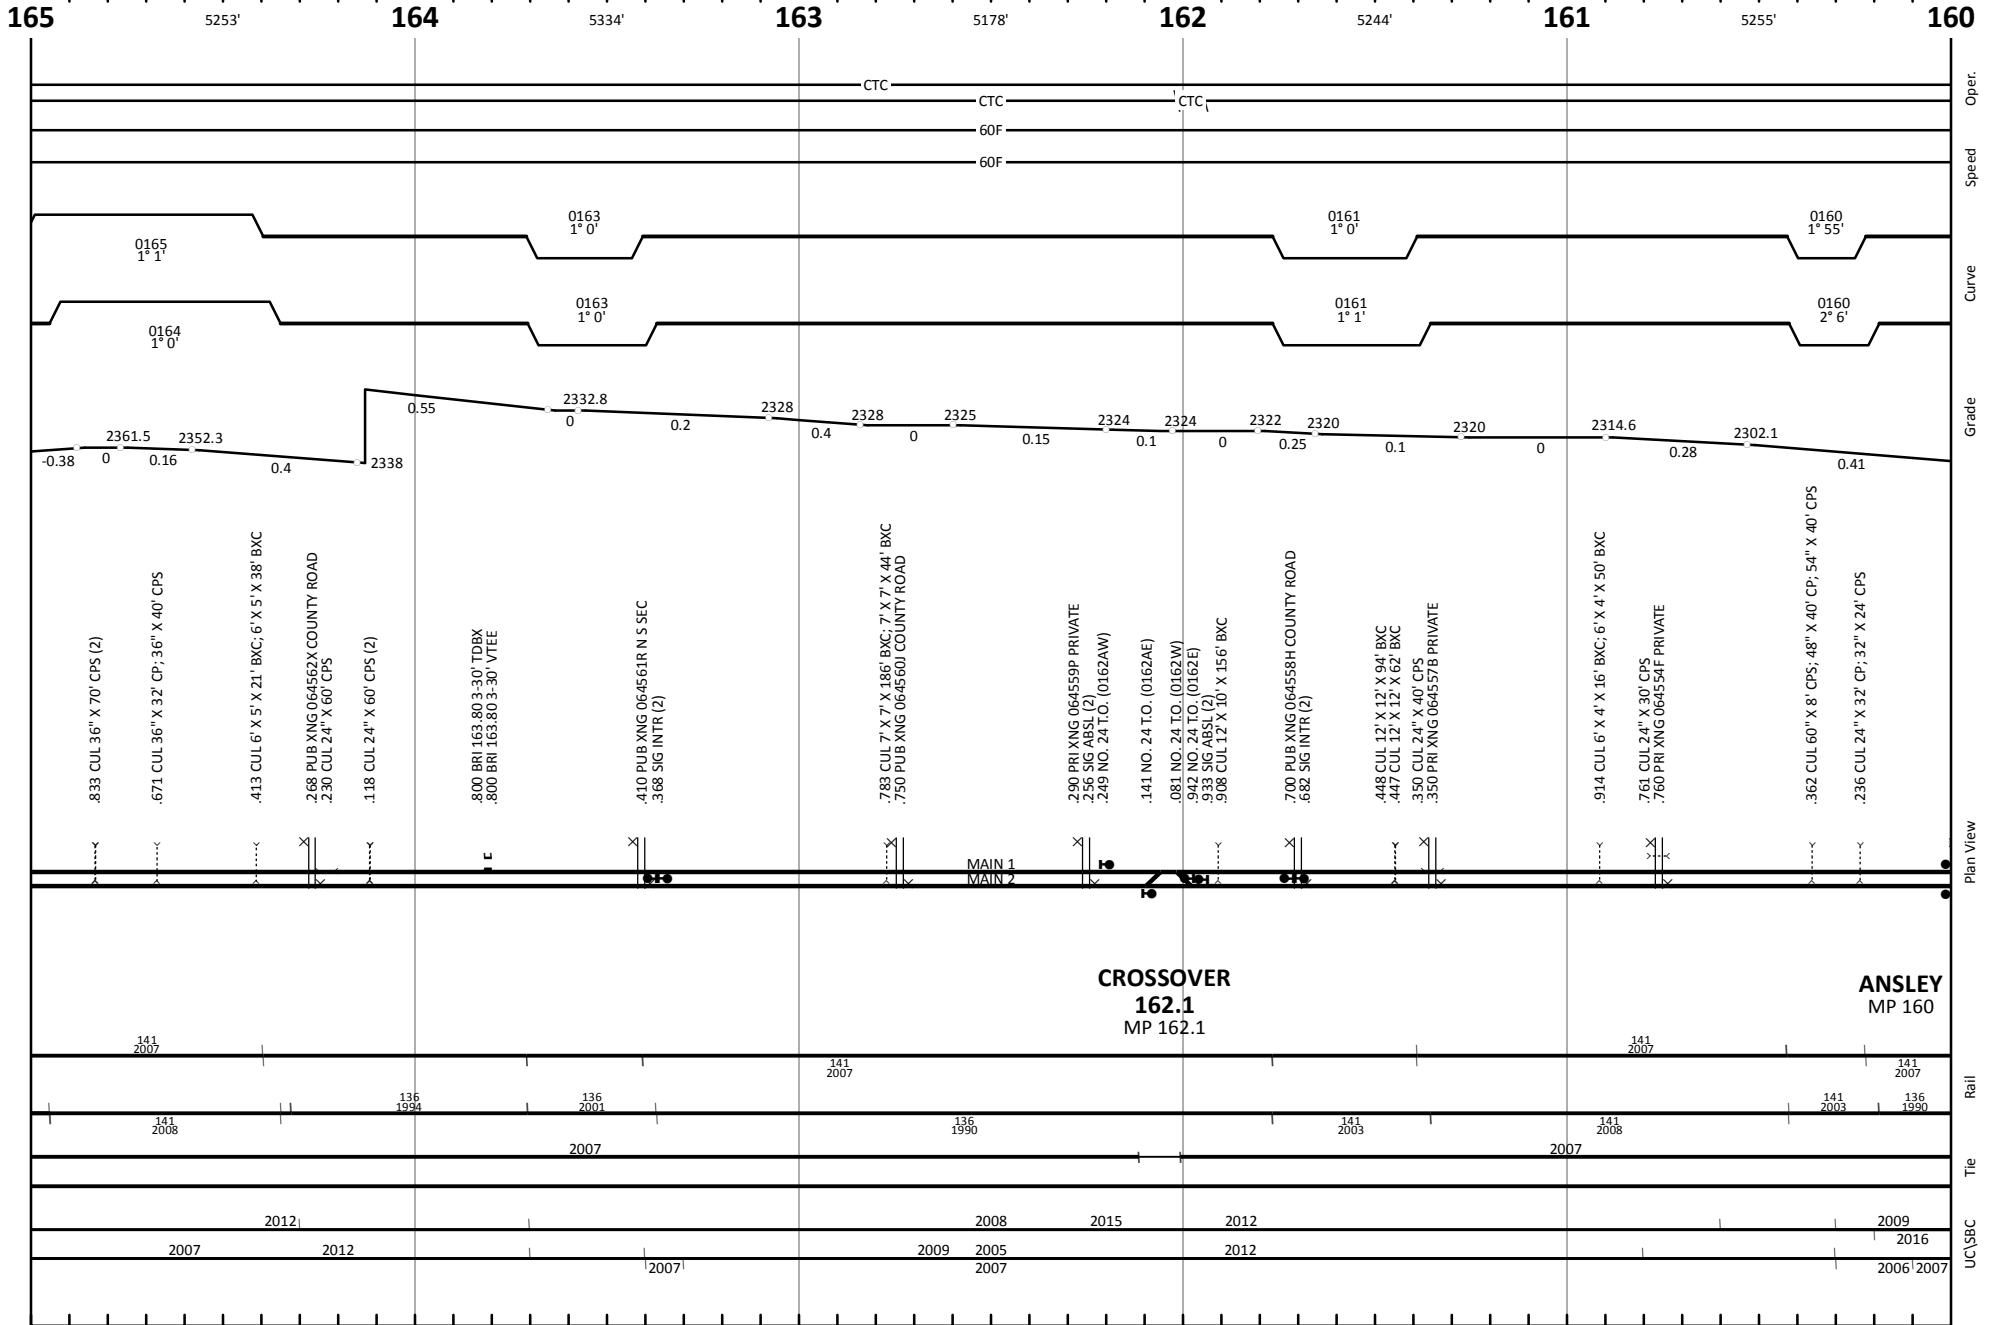 165 5253' 164 5334' 163 5178' 162 5244' 161 5255' 160
CTC
CTC CTC
60F
60F
Oper.
Speed
0163 0161 0160
1° 0' 1° 0' 1° 55'
0165
1° 1'
Curve
0163 0161 0160
1° 0' 1° 1' 2° 6'
0164
1° 0'
Grade
2361.5 2352.3 2338 2332.8 2328 2328 2325 2324 2324 2322 2320 2320 2314.6 2302.1
-0.38 0 0.16 0.4 0.55 0 0.2 0.4 0 0.15 0.1 0 0.25 0.1 0 0.28 0.41
.833 CUL 36" X 70' CPS (2)
.671 CUL 36" X 32' CP; 36" X 40' CPS
.413 CUL 6' X 5' X 21' BXC; 6' X 5' X 38' BXC
.268 PUB XNG 064562X COUNTY ROAD
.230 CUL 24" X 60' CPS
.118 CUL 24" X 60' CPS (2)
.800 BRI 163.80 3-30' TDBX
.800 BRI 163.80 3-30' VTEE
.410 PUB XNG 064561R N S SEC
.368 SIG INTR (2)
.783 CUL 7' X 7' X 186' BXC; 7' X 7' X 44' BXC
.750 PUB XNG 064560J COUNTY ROAD
.290 PRI XNG 064559P PRIVATE
.256 SIG ABSL (2)
.249 NO. 24 T.O. (0162AW)
.141 NO. 24 T.O. (0162AE)
.081 NO. 24 T.O. (0162W)
.942 NO. 24 T.O. (0162E)
.933 SIG ABSL (2)
.908 CUL 12' X 10' X 156' BXC
.700 PUB XNG 064558H COUNTY ROAD
.682 SIG INTR (2)
.448 CUL 12' X 12' X 94' BXC
.447 CUL 12' X 12' X 62' BXC
.350 CUL 24" X 40' CPS
.350 PRI XNG 064557B PRIVATE
.914 CUL 6' X 4' X 16' BXC; 6' X 4' X 50' BXC
.761 CUL 24" X 30' CPS
.760 PRI XNG 064554F PRIVATE
.362 CUL 60" X 8' CPS; 48" X 40' CP; 54" X 40' CPS
.236 CUL 24" X 32' CP; 32" X 24' CPS
MAIN 1
MAIN 2
Plan View
CROSSOVER
162.1
MP 162.1
ANSLEY
MP 160
141 141
2007 2007
141 141
2007 2007
Rail
136 136 141 136
1994 2001 2003 1990
141 136 141 141
2008 1990 2003 2008
2007 2007
Tie
2012 2008 2015 2012 2009
2016
2007 2012 2009 2005 2012
2007 2007 2006 2007
UC\SBC